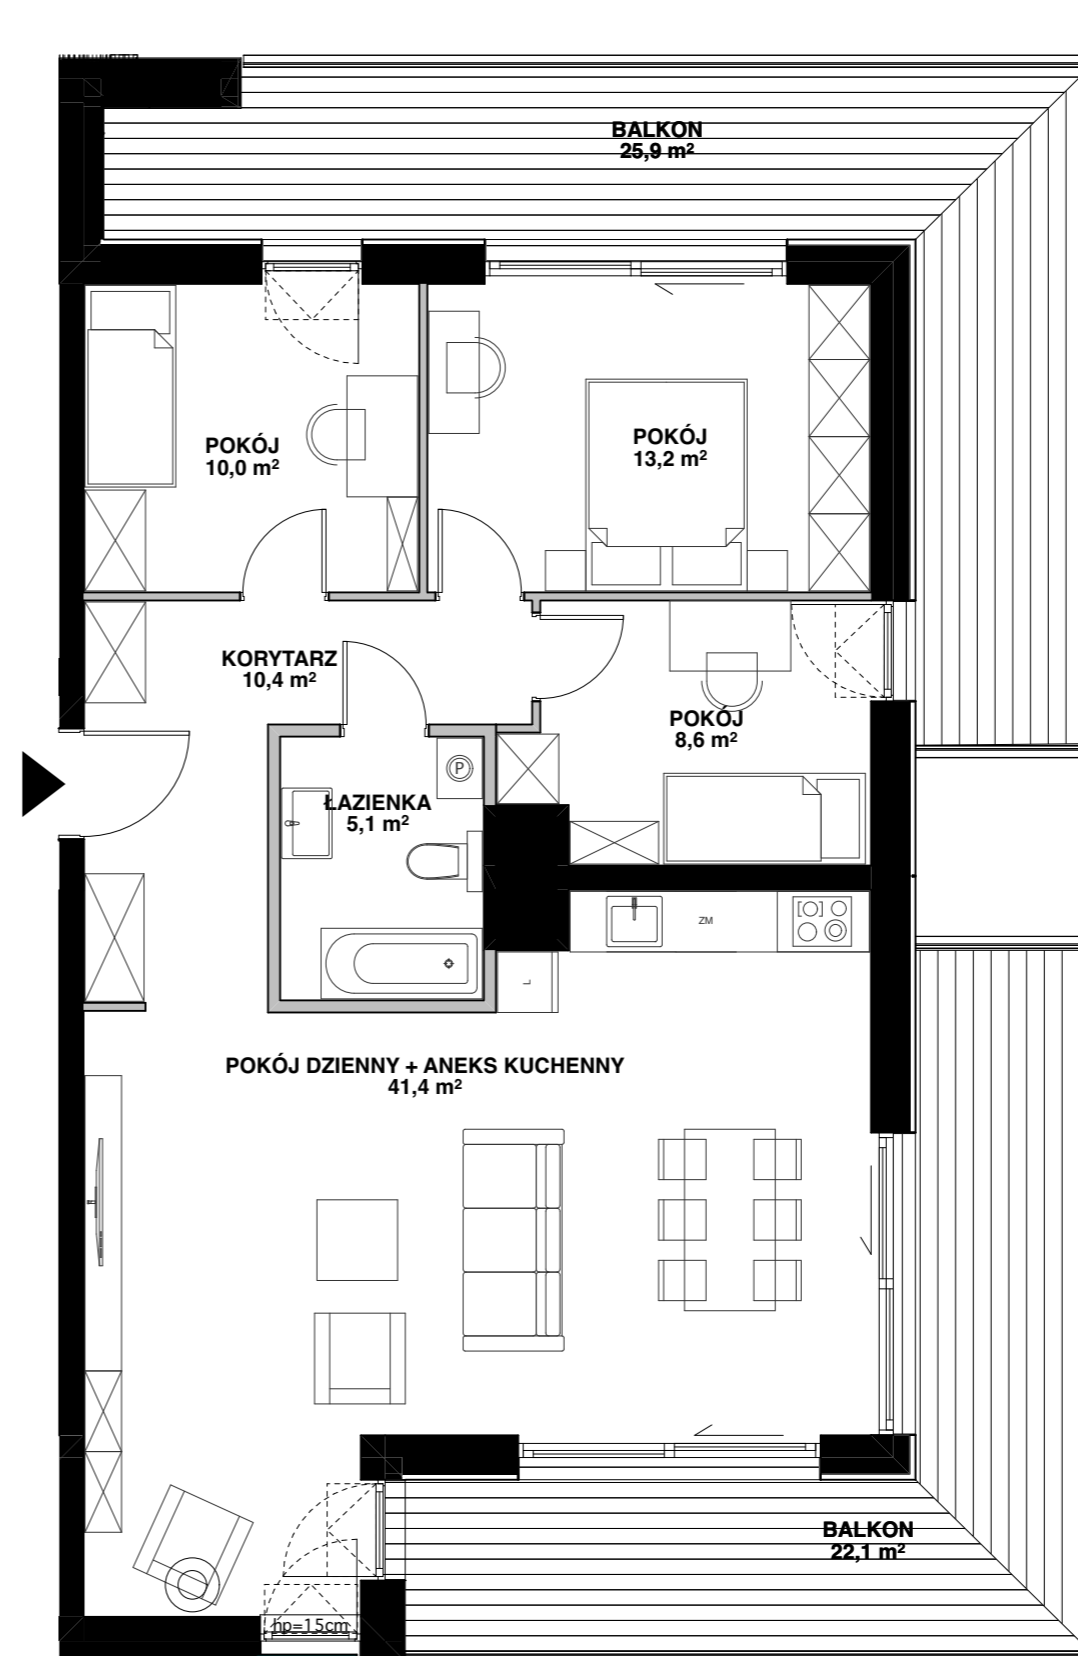 BALKON
25,9 m²
POKÓJ
10,0 m²
POKÓJ
13,2 m²
KORYTARZ
10,4 m²
POKÓJ
8,6 m²
P
ŁAZIENKA
5,1 m²
ZM
L
POKÓJ DZIENNY + ANEKS KUCHENNY
41,4 m²
BALKON
22,1 m²
hp=15cm